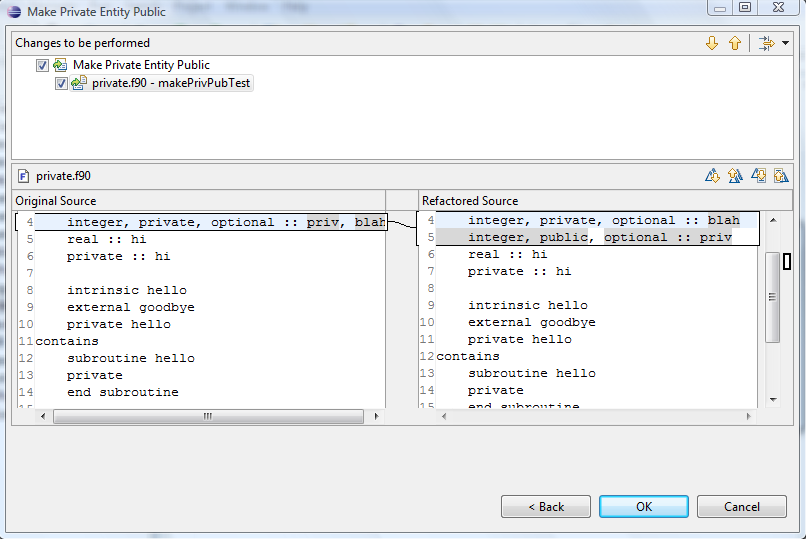 Make Private Entity Public
Changes to be performed
Make Private Entity Public
private.f90 - makePrivPubTest
private.f90
Original Source
4 integer, private, optional :: priv, blah
5 real :: hi
6 private :: hi
7
8 intrinsic hello
9 external goodbye
10 private hello
11 contains
12 subroutine hello
13 private
14 end subroutine
Refactored Source
4 integer, private, optional :: blah
5 integer, public, optional :: priv
6 real :: hi
7 private :: hi
8
9 intrinsic hello
10 external goodbye
11 private hello
12 contains
13 subroutine hello
14 private
15 end subroutine
< Back
OK
Cancel